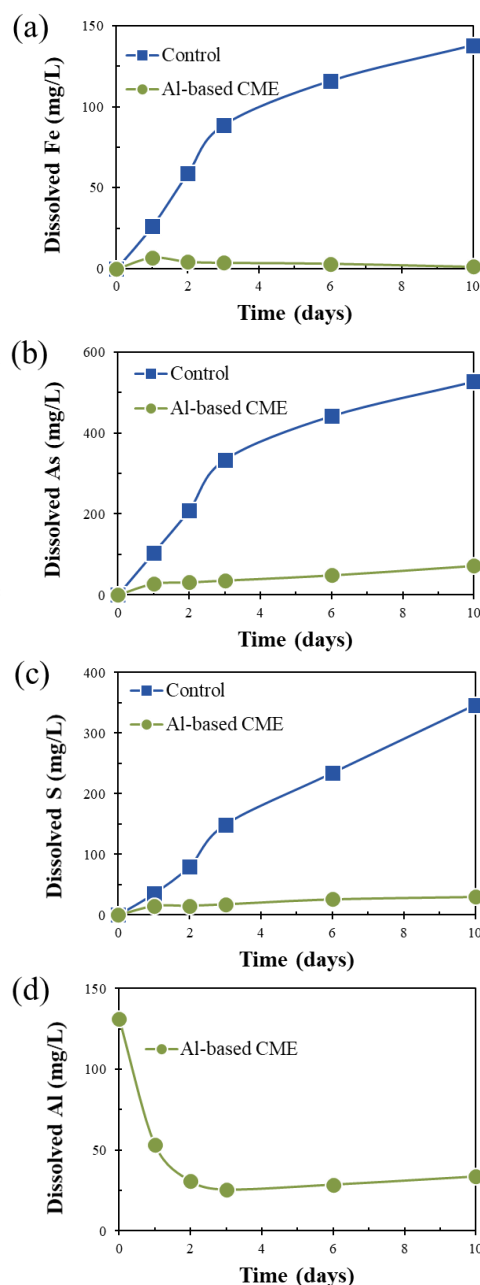 (a)
Dissolved Fe (mg/L)
150
100
50
0
Control
Al-based CME
0 2 4 6 8 10
Time (days)
(b)
Dissolved As (mg/L)
600
400
200
0
Control
Al-based CME
0 2 4 6 8 10
Time (days)
(c)
Dissolved S (mg/L)
400
300
200
100
0
Control
Al-based CME
0 2 4 6 8 10
Time (days)
(d)
Dissolved Al (mg/L)
150
100
50
0
Al-based CME
0 2 4 6 8 10
Time (days)